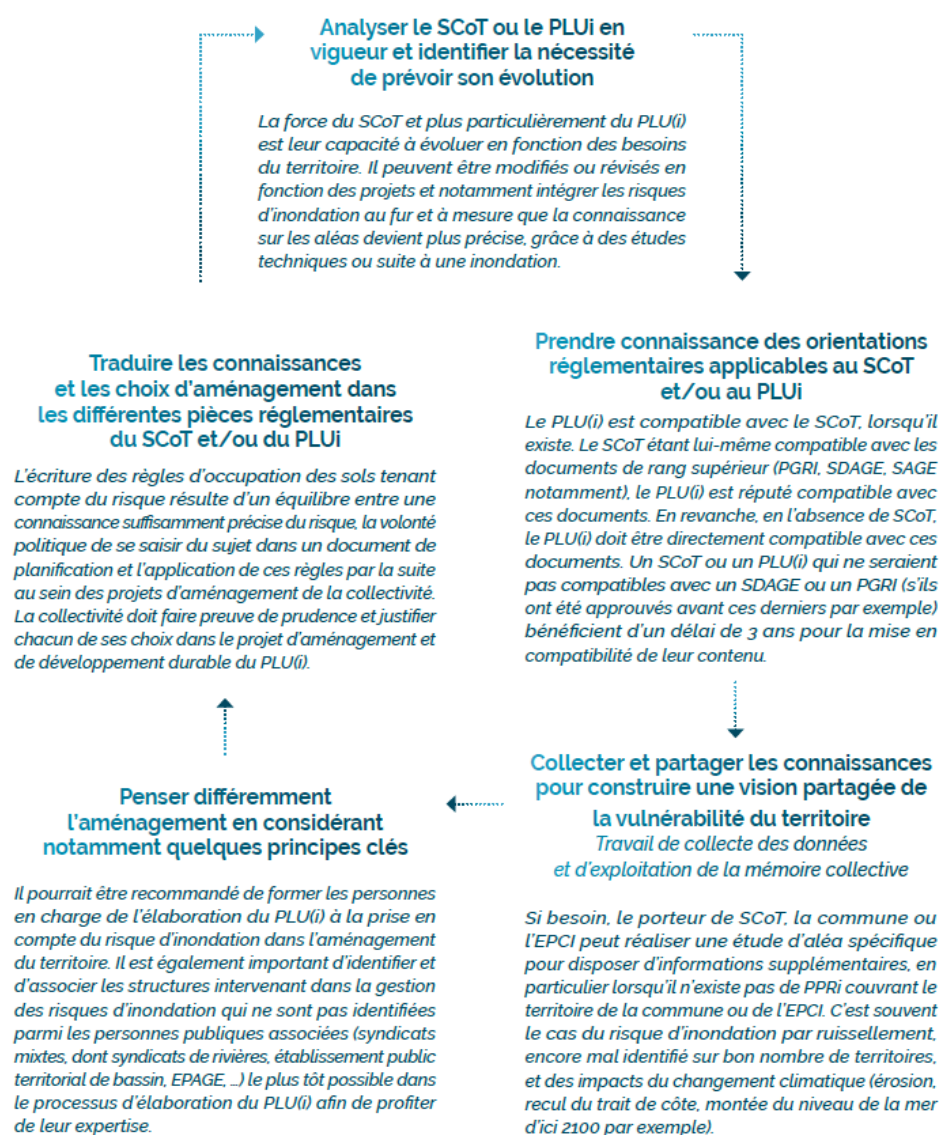 Analyser le SCoT ou le PLUi en
vigueur et identifier la nécessité
de prévoir son évolution
La force du SCoT et plus particulièrement du PLU(i)
est leur capacité à évoluer en fonction des besoins
du territoire. Il peuvent être modifiés ou révisés en
fonction des projets et notamment intégrer les risques
d'inondation au fur et à mesure que la connaissance
sur les aléas devient plus précise, grâce à des études
techniques ou suite à une inondation.
Prendre connaissance des orientations
réglementaires applicables au SCoT
et/ou au PLUi
Le PLU(i) est compatible avec le SCoT, lorsqu'il
existe. Le SCoT étant lui-même compatible avec les
documents de rang supérieur (PGRI, SDAGE, SAGE
notamment), le PLU(i) est réputé compatible avec
ces documents. En revanche, en l'absence de SCoT,
le PLU(i) doit être directement compatible avec ces
documents. Un SCoT ou un PLU(i) qui ne seraient
pas compatibles avec un SDAGE ou un PGRI (s'ils
ont été approuvés avant ces derniers par exemple)
bénéficient d'un délai de 3 ans pour la mise en
compatibilité de leur contenu.
Collecter et partager les connaissances
pour construire une vision partagée de
la vulnérabilité du territoire
Travail de collecte des données
et d'exploitation de la mémoire collective
Si besoin, le porteur de SCoT, la commune ou
l'EPCI peut réaliser une étude d'aléa spécifique
pour disposer d'informations supplémentaires, en
particulier lorsqu'il n'existe pas de PPRi couvrant le
territoire de la commune ou de l'EPCI. C'est souvent
le cas du risque d'inondation par ruissellement,
encore mal identifié sur bon nombre de territoires,
et des impacts du changement climatique (érosion,
recul du trait de côte, montée du niveau de la mer
d'ici 2100 par exemple).
Penser différemment
l'aménagement en considérant
notamment quelques principes clés
Il pourrait être recommandé de former les personnes
en charge de l'élaboration du PLU(i) à la prise en
compte du risque d'inondation dans l'aménagement
du territoire. Il est également important d'identifier et
d'associer les structures intervenant dans la gestion
des risques d'inondation qui ne sont pas identifiées
parmi les personnes publiques associées (syndicats
mixtes, dont syndicats de rivières, établissement public
territorial de bassin, EPAGE, …) le plus tôt possible dans
le processus d'élaboration du PLU(i) afin de profiter
de leur expertise.
Traduire les connaissances
et les choix d'aménagement dans
les différentes pièces réglementaires
du SCoT et/ou du PLUi
L'écriture des règles d'occupation des sols tenant
compte du risque résulte d'un équilibre entre une
connaissance suffisamment précise du risque, la volonté
politique de se saisir du sujet dans un document de
planification et l'application de ces règles par la suite
au sein des projets d'aménagement de la collectivité.
La collectivité doit faire preuve de prudence et justifier
chacun de ses choix dans le projet d'aménagement et
de développement durable du PLU(i).